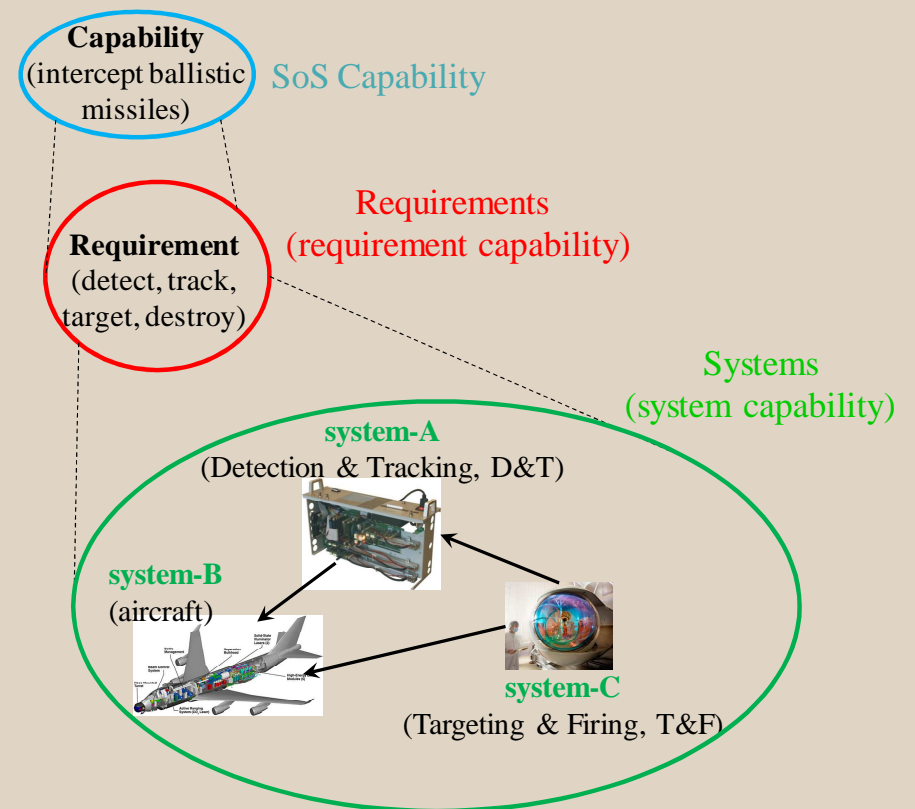 Capability
(intercept ballistic
missiles)
SoS Capability
Requirements
(requirement capability)
Requirement
(detect, track,
target, destroy)
Systems
(system capability)
system-A
(Detection & Tracking, D&T)
system-B
(aircraft)
system-C
(Targeting & Firing, T&F)